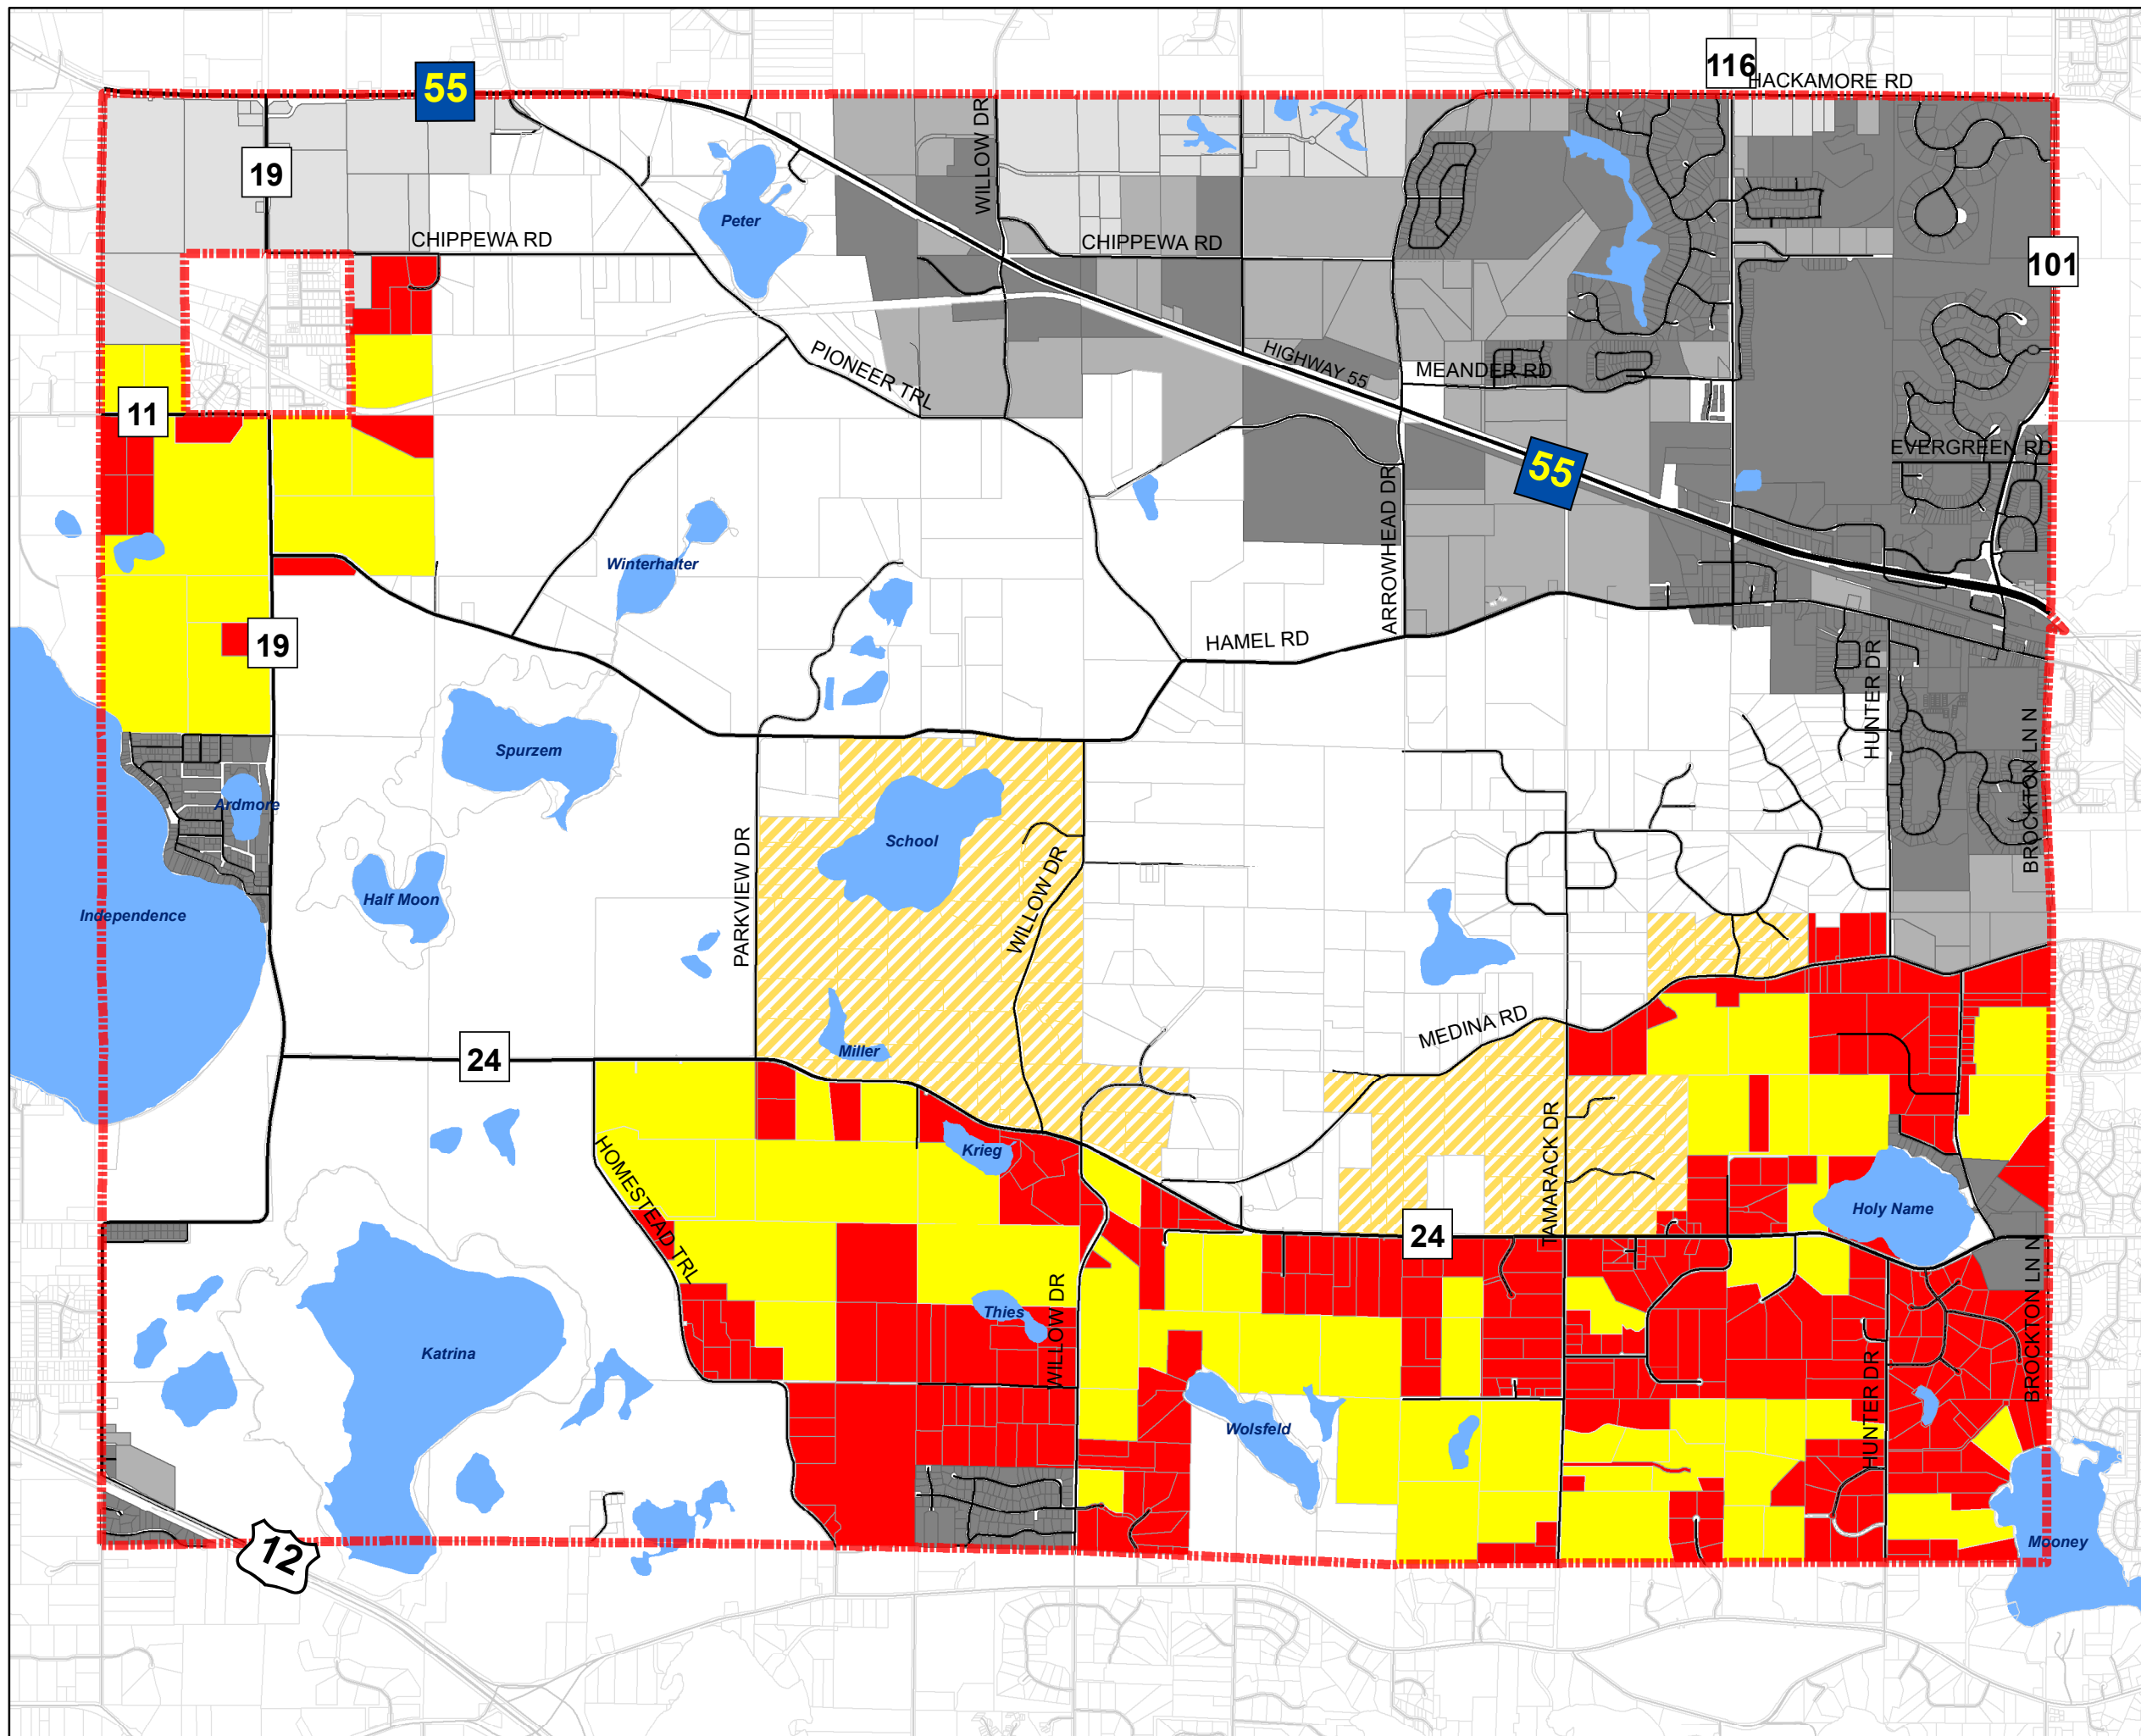 116
HACKAMORE RD
55
WILLOW DR
19
Peter
CHIPPEWA RD
CHIPPEWA RD
101
PIONEER TRL
HIGHWAY 55
MEANDER RD
11
EVERGREEN RD
55
ARROWHEAD DR
Winterhalter
19
HAMEL RD
HUNTER DR
Spurzem
BROCKTON LN N
Ardmore
School
PARKVIEW DR
WILLOW DR
Half Moon
Independence
MEDINA RD
24
Miller
TAMARACK DR
Krieg
HOMESTEAD TRL
Holy Name
24
BROCKTON LN N
Thies
WILLOW DR
Katrina
HUNTER DR
Wolsfeld
12
Mooney